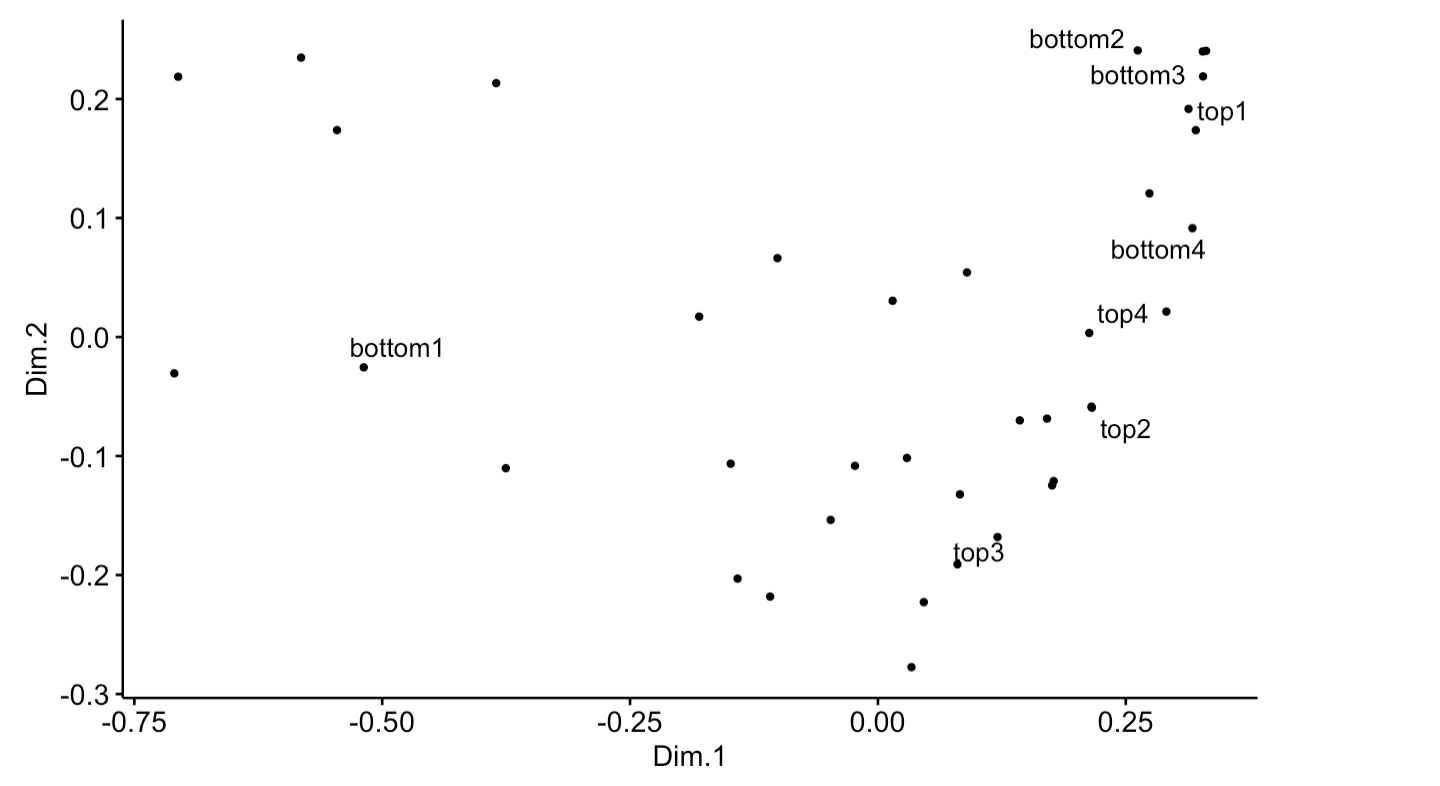 bottom2
bottom3
0.2
top1
0.1
bottom4
top4
0.0
bottom1
Dim.2
top2
-0.1
top3
-0.2
-0.3
-0.75 -0.50 -0.25 0.00 0.25
Dim.1